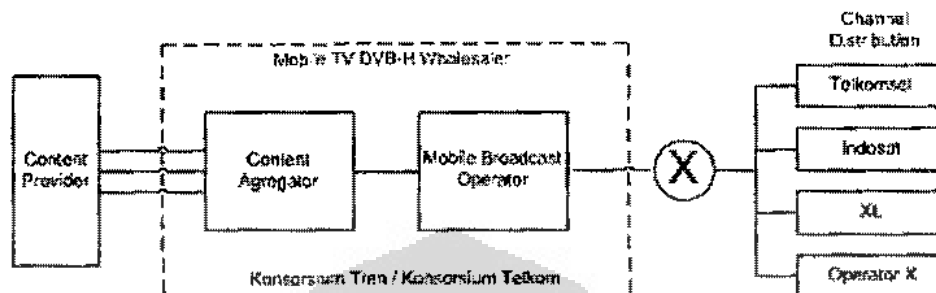 Channel
Distribution
Mobile TV DVB-H Wholesaler
Telkomsel
Content
Provider
Content
Agregator
Mobile Broadcast
Operator
X
Indosat
XL
Operator X
Konsorsium Tren / Konsorsium Telkom